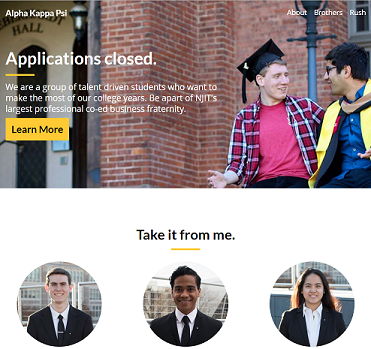 Alpha Kappa Psi
About Brothers Rush
HALL
Applications closed.
We are a group of talent driven students who want to
make the most of our college years. Be apart of NJIT's
largest professional co-ed business fraternity.
Learn More
Take it from me.